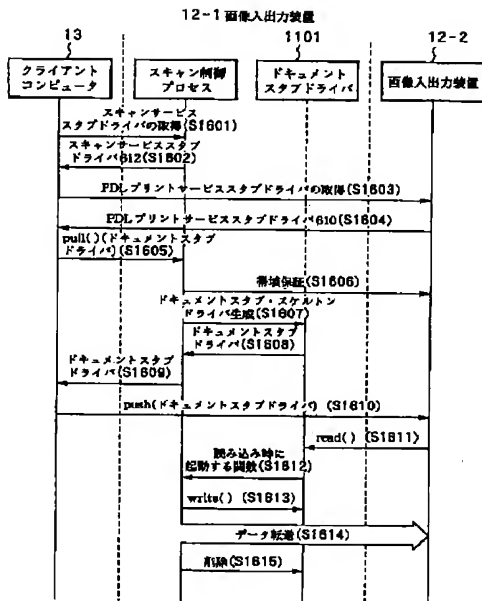 12-1 画像入出力装置
13
1101
12-2
クライアント
コンピュータ
スキャン制御
プロセス
ドキュメント
スタブドライバ
画像入出力装置
スキャンサービス
スタブドライバの取得(S1601)
スキャンサービススタブ
ドライバ612(S1602)
PDLプリントサービススタブドライバの取得(S1603)
PDLプリントサービススタブドライバ610(S1604)
pull()(ドキュメントスタブ
ドライバ)(S1605)
帯域保証(S1606)
ドキュメントスタブ・スケルトン
ドライバ生成(S1607)
ドキュメントスタブ
ドライバ(S1608)
ドキュメントスタブ
ドライバ(S1609)
push(ドキュメントスタブドライバ) (S1610)
read() (S1611)
読み込み時に
起動する関数(S1612)
write() (S1613)
データ転送(S1614)
削除(S1615)